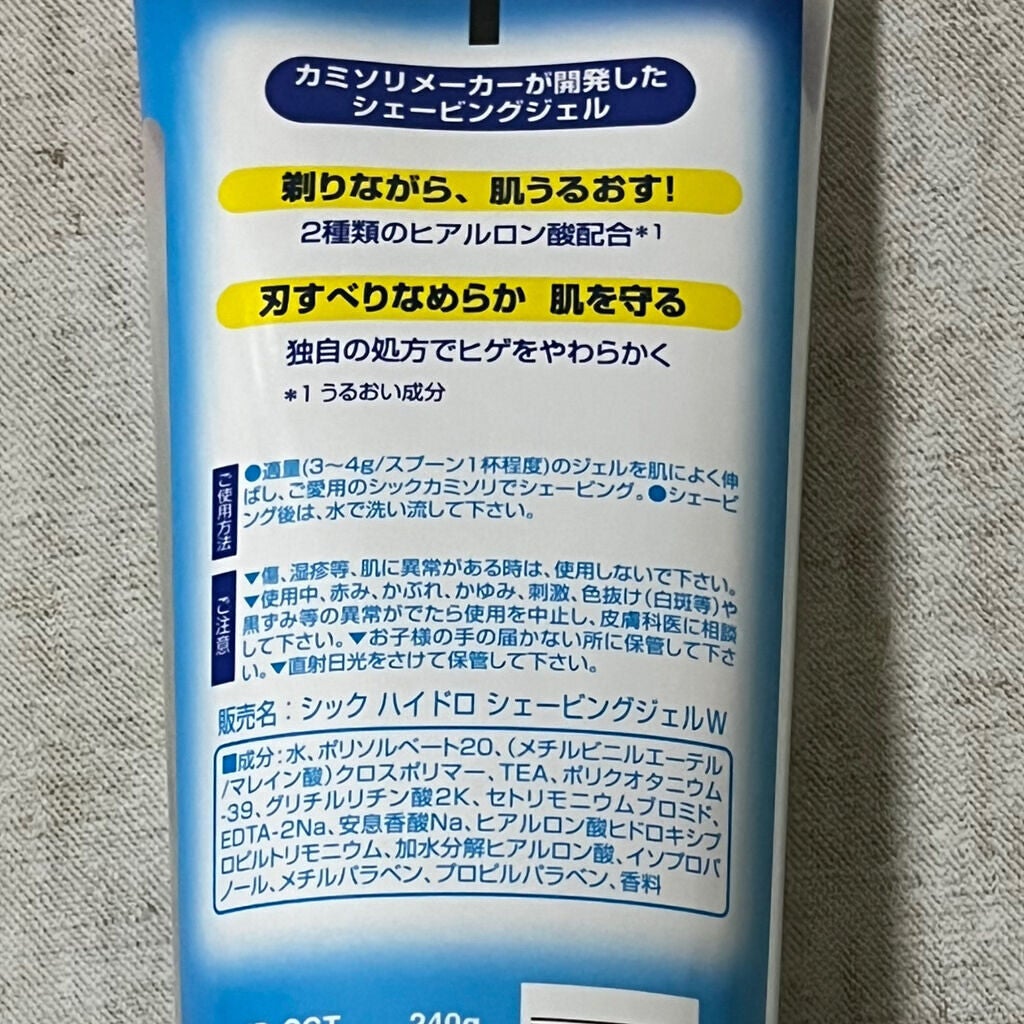 カミソリメーカーが開発した
シェービングジェル
剃りながら、肌うるおす!
2種類のヒアルロン酸配合*1
刃すべりなめらか 肌を守る
独自の処方でヒゲをやわらかく
*1 うるおい成分
ご使用方法
●適量(3〜4g/スプーン1杯程度)のジェルを肌によく伸
ばし、ご愛用のシックカミソリでシェービング。●シェービ
ング後は、水で洗い流して下さい。
ご注意
▼傷、湿疹等、肌に異常がある時は、使用しないで下さい。
▼使用中、赤み、かぶれ、かゆみ、刺激、色抜け(白斑等)や
黒ずみ等の異常がでたら使用を中止し、皮膚科医に相談
して下さい。▼お子様の手の届かない所に保管して下さ
い。▼直射日光をさけて保管して下さい。
販売名:シック ハイドロ シェービングジェルW
■成分:水、ポリソルベート20、(メチルビニルエーテル
/マレイン酸)クロスポリマー、TEA、ポリクオタニウム
-39、グリチルリチン酸2K、セトリモニウムブロミド、
EDTA-2Na、安息香酸Na、ヒアルロン酸ヒドロキシプ
ロピルトリモニウム、加水分解ヒアルロン酸、イソプロパ
ノール、メチルパラベン、プロピルパラベン、香料
240g